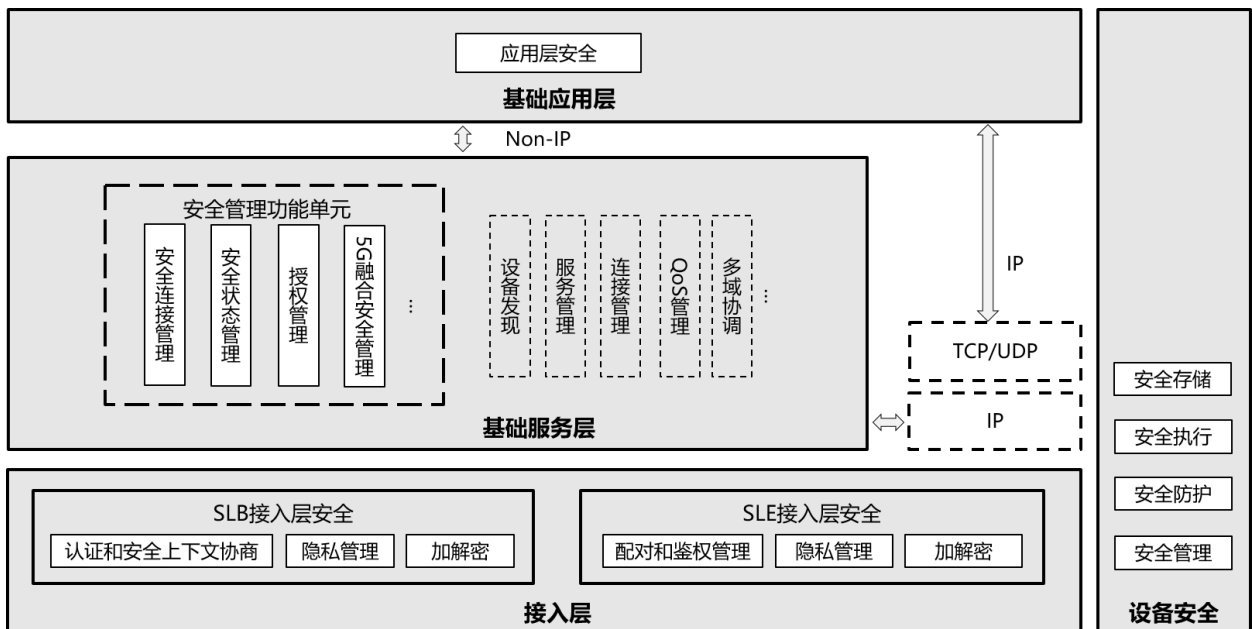 应用层安全
基础应用层
Non-IP
安全管理功能单元
安全连接管理
安全状态管理
授权管理
5G融合安全管理
...
设备发现
服务管理
连接管理
QoS管理
多域协调
...
基础服务层
IP
TCP/UDP
IP
SLB接入层安全
认证和安全上下文协商
隐私管理
加解密
SLE接入层安全
配对和鉴权管理
隐私管理
加解密
接入层
安全存储
安全执行
安全防护
安全管理
设备安全